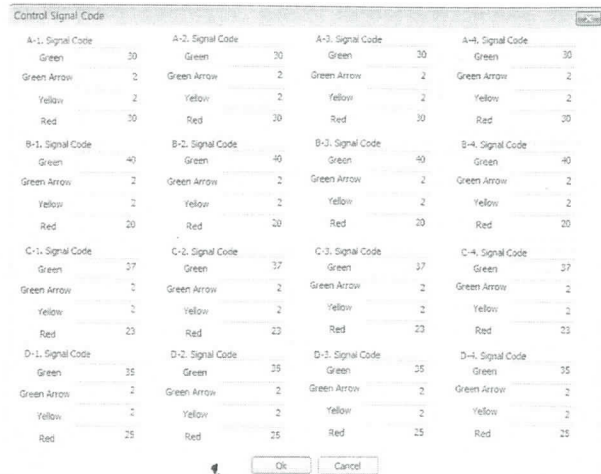 Control Signal Code
A-1. Signal Code A-2. Signal Code A-3. Signal Code A-4. Signal Code
Green 30 Green 30 Green 30 Green 30
Green Arrow 2 Green Arrow 2 Green Arrow 2 Green Arrow 2
Yellow 2 Yellow 2 Yellow 2 Yellow 2
Red 30 Red 30 Red 30 Red 30
B-1. Signal Code B-2. Signal Code B-3. Signal Code B-4. Signal Code
Green 40 Green 40 Green 40 Green 40
Green Arrow 2 Green Arrow 2 Green Arrow 2 Green Arrow 2
Yellow 2 Yellow 2 Yellow 2 Yellow 2
Red 20 Red 20 Red 20 Red 20
C-1. Signal Code C-2. Signal Code C-3. Signal Code C-4. Signal Code
Green 37 Green 37 Green 37 Green 37
Green Arrow 2 Green Arrow 2 Green Arrow 2 Green Arrow 2
Yellow 2 Yellow 2 Yellow 2 Yellow 2
Red 23 Red 23 Red 23 Red 23
D-1. Signal Code D-2. Signal Code D-3. Signal Code D-4. Signal Code
Green 35 Green 35 Green 35 Green 35
Green Arrow 2 Green Arrow 2 Green Arrow 2 Green Arrow 2
Yellow 2 Yellow 2 Yellow 2 Yellow 2
Red 25 Red 25 Red 25 Red 25
Ok Cancel